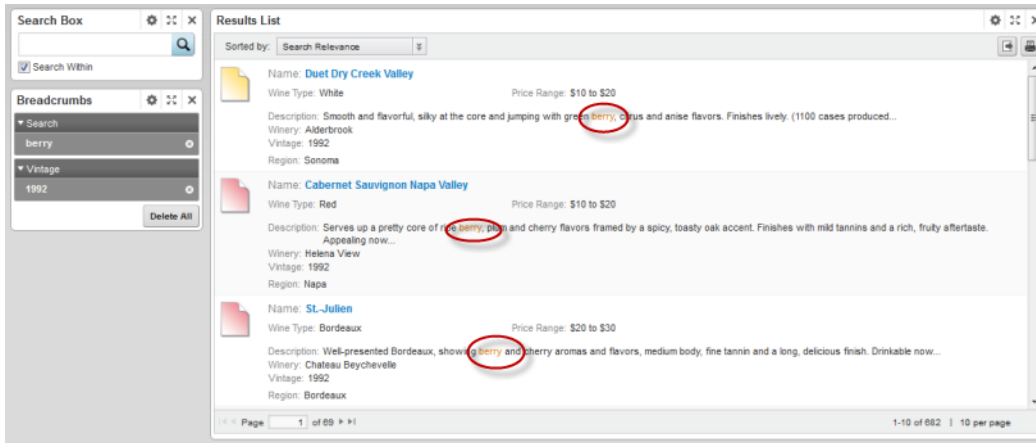 Search Box
Search Within
Breadcrumbs
Search
berry
Vintage
1992
Delete All
Results List
Sorted by: Search Relevance
Name: Duet Dry Creek Valley
Wine Type: White Price Range: $10 to $20
Description: Smooth and flavorful, silky at the core and jumping with green berry, citrus and anise flavors. Finishes lively. (1100 cases produced...
Winery: Alderbrook
Vintage: 1992
Region: Sonoma
Name: Cabernet Sauvignon Napa Valley
Wine Type: Red Price Range: $10 to $20
Description: Serves up a pretty core of ripe berry, plum and cherry flavors framed by a spicy, toasty oak accent. Finishes with mild tannins and a rich, fruity aftertaste.
Appealing now...
Winery: Helena View
Vintage: 1992
Region: Napa
Name: St.-Julien
Wine Type: Bordeaux Price Range: $20 to $30
Description: Well-presented Bordeaux, showing berry and cherry aromas and flavors, medium body, fine tannin and a long, delicious finish. Drinkable now...
Winery: Chateau Beychevelle
Vintage: 1992
Region: Bordeaux
Page 1 of 69 1-10 of 682 | 10 per page